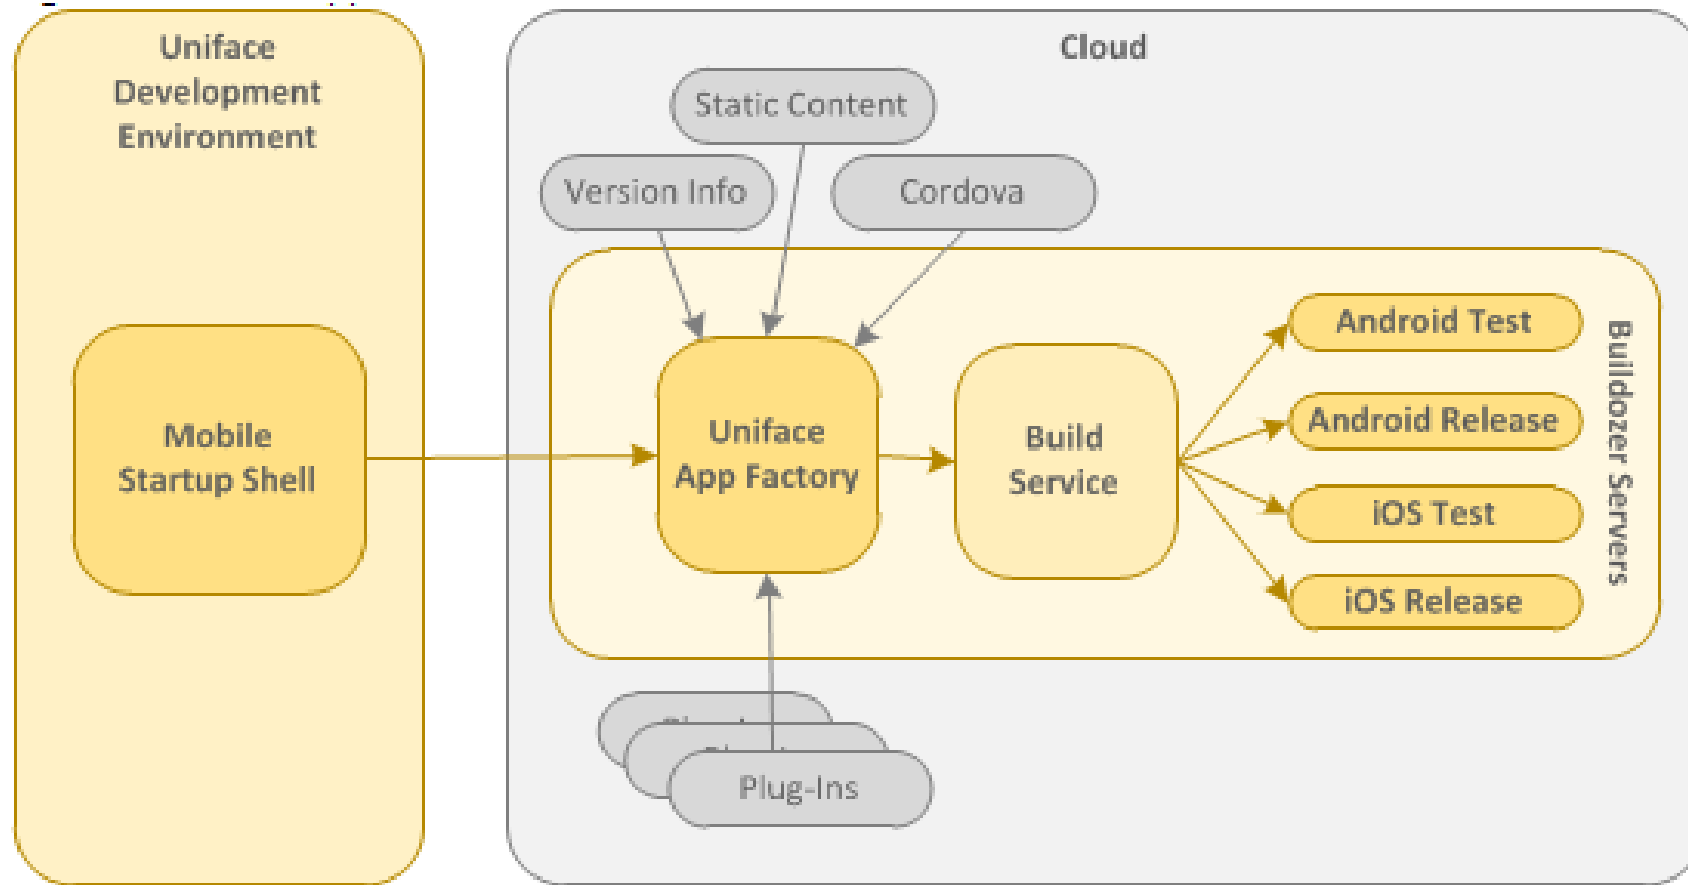 Uniface
Development
Environment
Mobile
Startup Shell
Cloud
Static Content
Version Info
Cordova
Uniface
App Factory
Build
Service
Android Test
Android Release
iOS Test
iOS Release
Buildozer Servers
Plug-Ins